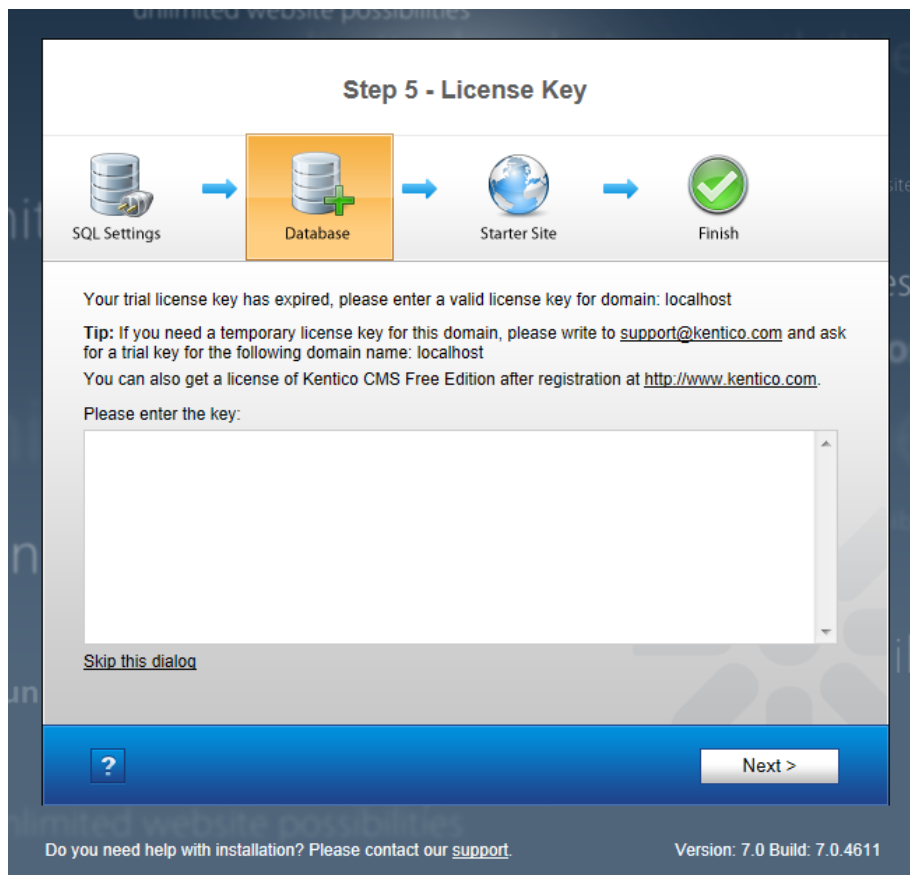 unlimited website possibilities
Step 5 - License Key
SQL Settings
Database
Starter Site
Finish
Your trial license key has expired, please enter a valid license key for domain: localhost
Tip: If you need a temporary license key for this domain, please write to support@kentico.com and ask
for a trial key for the following domain name: localhost
You can also get a license of Kentico CMS Free Edition after registration at http://www.kentico.com.
Please enter the key:
Skip this dialog
?
Next >
unlimited website possibilities
Do you need help with installation? Please contact our support.
Version: 7.0 Build: 7.0.4611